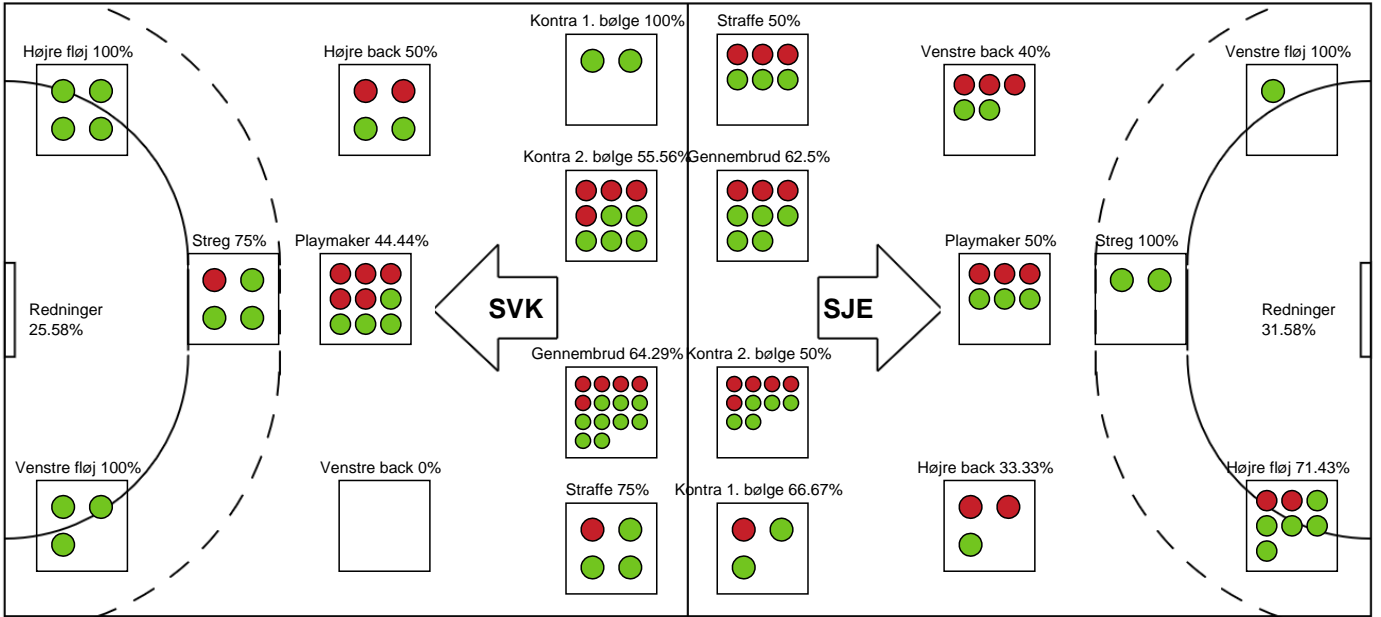 Kontra 1. bølge 100%
Straffe 50%
Højre fløj 100%
Højre back 50%
Venstre back 40%
Venstre fløj 100%
Kontra 2. bølge 55.56%
Gennembrud 62.5%
Streg 75%
Playmaker 44.44%
Playmaker 50%
Streg 100%
Redninger
25.58%
SVK
SJE
Redninger
31.58%
Gennembrud 64.29%
Kontra 2. bølge 50%
Venstre fløj 100%
Venstre back 0%
Højre back 33.33%
Højre fløj 71.43%
Straffe 75%
Kontra 1. bølge 66.67%